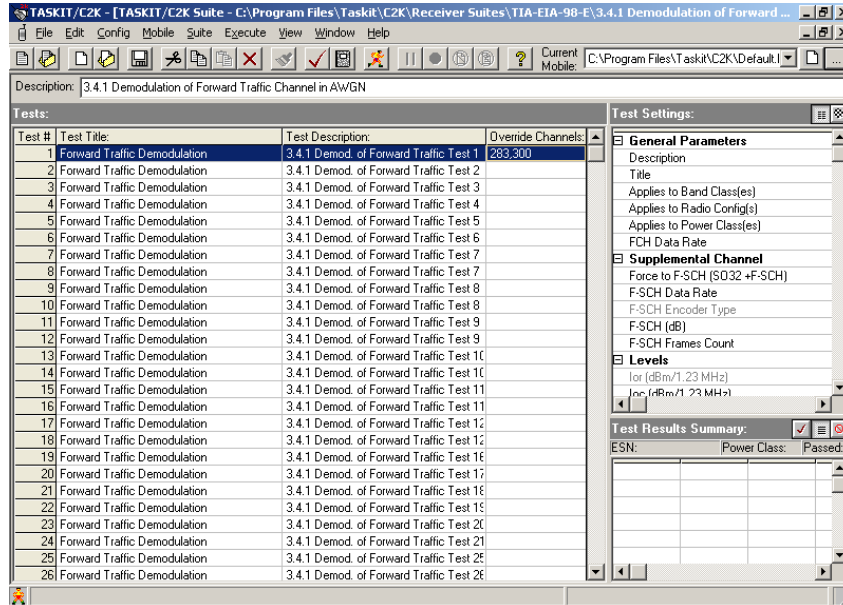 TASKIT/C2K - [TASKIT/C2K Suite - C:\Program Files\Taskit\C2K\Receiver Suites\TIA-EIA-98-E\3.4.1 Demodulation of Forward ...
File Edit Config Mobile Suite Execute View Window Help
Current Mobile: C:\Program Files\Taskit\C2K\Default.l
Description: 3.4.1 Demodulation of Forward Traffic Channel in AWGN
Tests:
Test # Test Title: Test Description: Override Channels:
1 Forward Traffic Demodulation 3.4.1 Demod. of Forward Traffic Test 1 283,300
2 Forward Traffic Demodulation 3.4.1 Demod. of Forward Traffic Test 2
3 Forward Traffic Demodulation 3.4.1 Demod. of Forward Traffic Test 3
4 Forward Traffic Demodulation 3.4.1 Demod. of Forward Traffic Test 4
5 Forward Traffic Demodulation 3.4.1 Demod. of Forward Traffic Test 5
6 Forward Traffic Demodulation 3.4.1 Demod. of Forward Traffic Test 6
7 Forward Traffic Demodulation 3.4.1 Demod. of Forward Traffic Test 7
8 Forward Traffic Demodulation 3.4.1 Demod. of Forward Traffic Test 7
9 Forward Traffic Demodulation 3.4.1 Demod. of Forward Traffic Test 8
10 Forward Traffic Demodulation 3.4.1 Demod. of Forward Traffic Test 8
11 Forward Traffic Demodulation 3.4.1 Demod. of Forward Traffic Test 9
12 Forward Traffic Demodulation 3.4.1 Demod. of Forward Traffic Test 9
13 Forward Traffic Demodulation 3.4.1 Demod. of Forward Traffic Test 10
14 Forward Traffic Demodulation 3.4.1 Demod. of Forward Traffic Test 10
15 Forward Traffic Demodulation 3.4.1 Demod. of Forward Traffic Test 11
16 Forward Traffic Demodulation 3.4.1 Demod. of Forward Traffic Test 11
17 Forward Traffic Demodulation 3.4.1 Demod. of Forward Traffic Test 12
18 Forward Traffic Demodulation 3.4.1 Demod. of Forward Traffic Test 12
19 Forward Traffic Demodulation 3.4.1 Demod. of Forward Traffic Test
20 Forward Traffic Demodulation 3.4.1 Demod. of Forward Traffic Test 17
21 Forward Traffic Demodulation 3.4.1 Demod. of Forward Traffic Test
22 Forward Traffic Demodulation 3.4.1 Demod. of Forward Traffic Test 19
23 Forward Traffic Demodulation 3.4.1 Demod. of Forward Traffic Test 20
24 Forward Traffic Demodulation 3.4.1 Demod. of Forward Traffic Test 21
25 Forward Traffic Demodulation 3.4.1 Demod. of Forward Traffic Test
26 Forward Traffic Demodulation 3.4.1 Demod. of Forward Traffic Test
Test Settings:
General Parameters
Description
Title
Applies to Band Class(es)
Applies to Radio Config(s)
Applies to Power Class(es)
FCH Data Rate
Supplemental Channel
Force to F-SCH (SO32 +F-SCH)
F-SCH Data Rate
F-SCH Encoder Type
F-SCH (dB)
F-SCH Frames Count
Levels
Ior (dBm/1.23 MHz)
Ioc (dBm/1.23 MHz)
Test Results Summary:
ESN: Power Class: Passed: